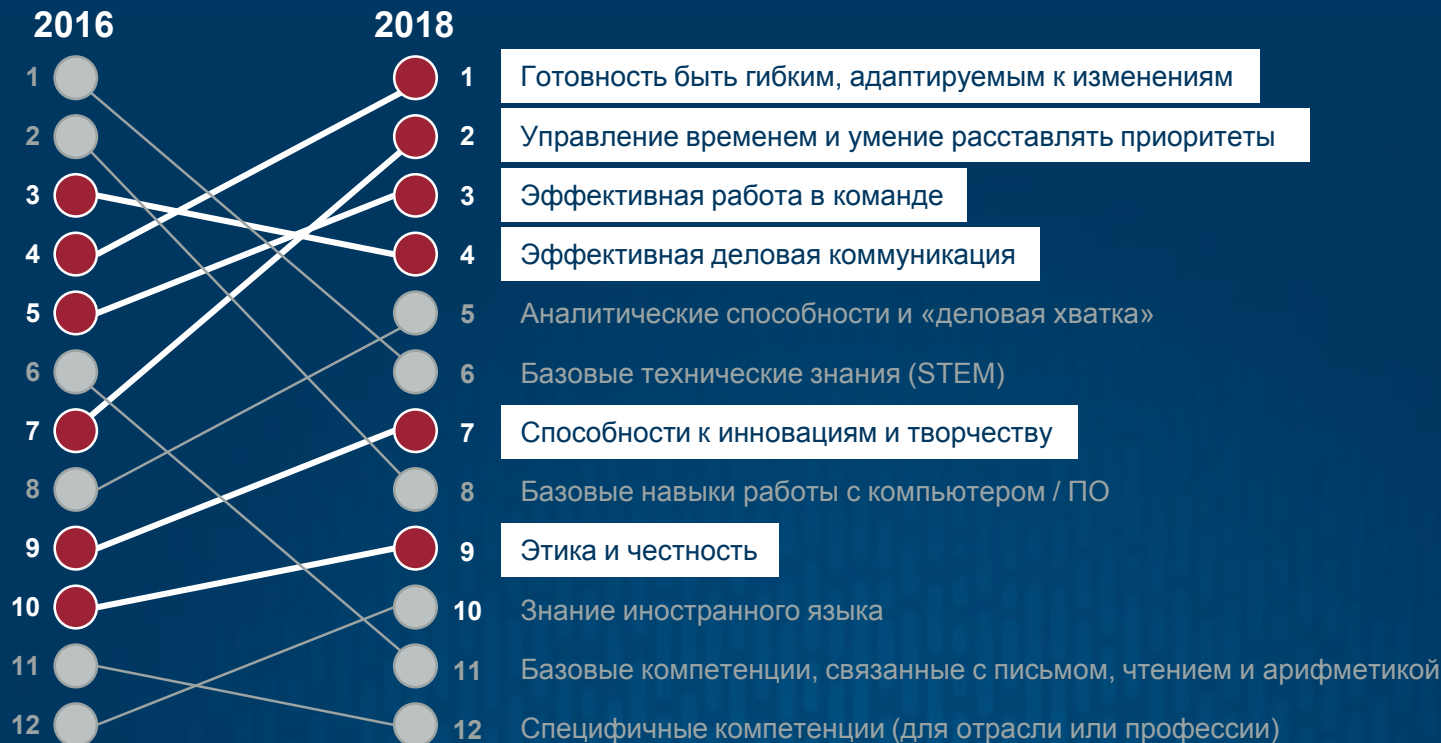 2016 2018
1 1 Готовность быть гибким, адаптируемым к изменениям
2 2 Управление временем и умение расставлять приоритеты
3 3 Эффективная работа в команде
4 4 Эффективная деловая коммуникация
5 5 Аналитические способности и «деловая хватка»
6 6 Базовые технические знания (STEM)
7 7 Способности к инновациям и творчеству
8 8 Базовые навыки работы с компьютером / ПО
9 9 Этика и честность
10 10 Знание иностранного языка
11 11 Базовые компетенции, связанные с письмом, чтением и арифметикой
12 12 Специфичные компетенции (для отрасли или профессии)